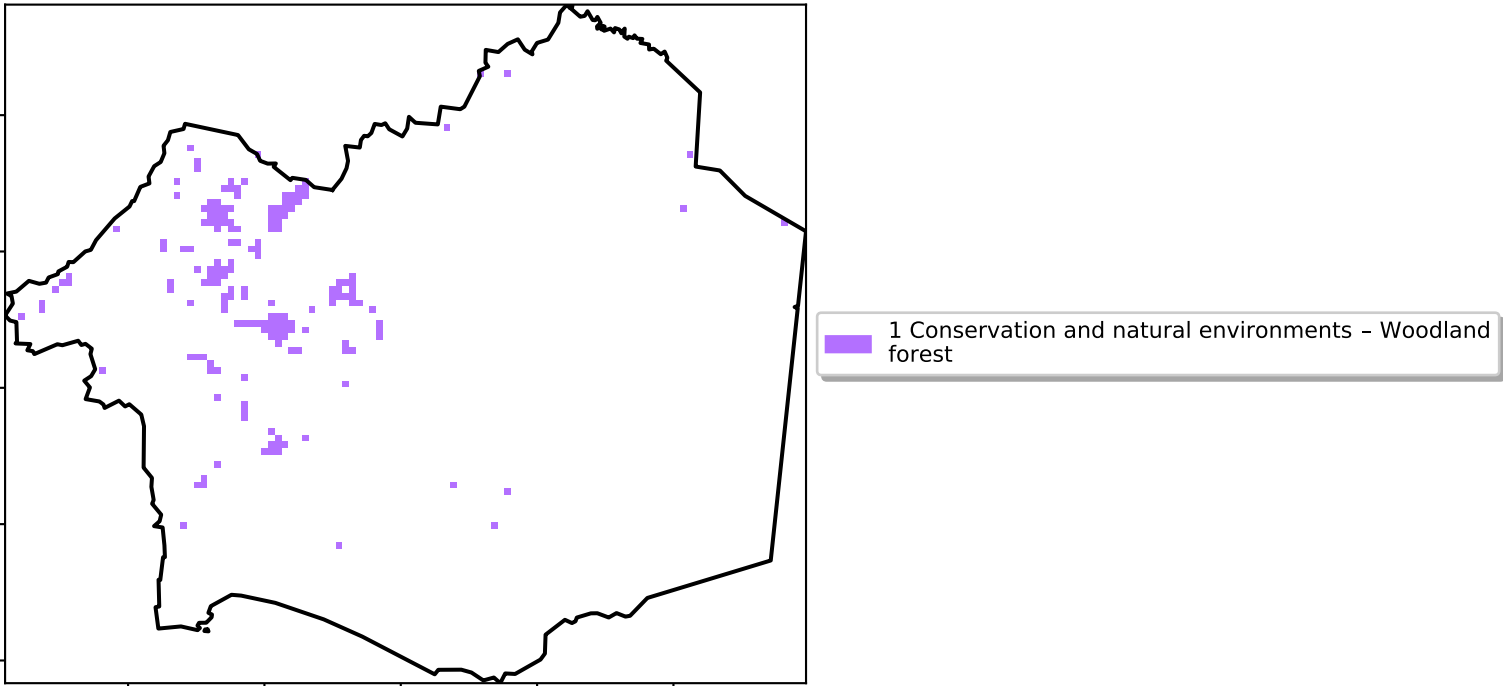 1 Conservation and natural environments – Woodland
forest